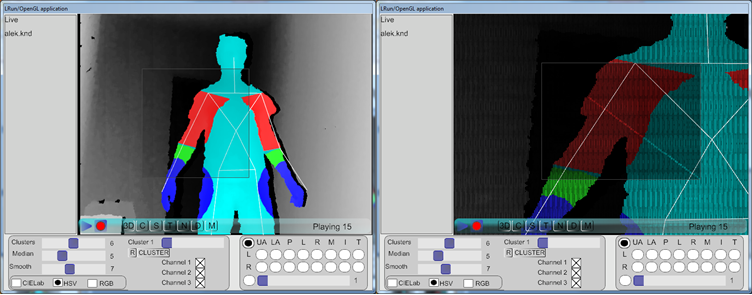 LRun/OpenGL application
Live
alek.knd
3D C S T N D M
Playing 15
Clusters 6
Median 5
Smooth 7
CIELab HSV RGB
Cluster 1
R CLUSTER
Channel 1
Channel 2
Channel 3
UA LA P L R M I T
L
R
1
LRun/OpenGL application
Live
alek.knd
3D C S T N D M
Playing 15
Clusters 6
Median 5
Smooth 7
CIELab HSV RGB
Cluster 1
R CLUSTER
Channel 1
Channel 2
Channel 3
UA LA P L R M I T
L
R
1